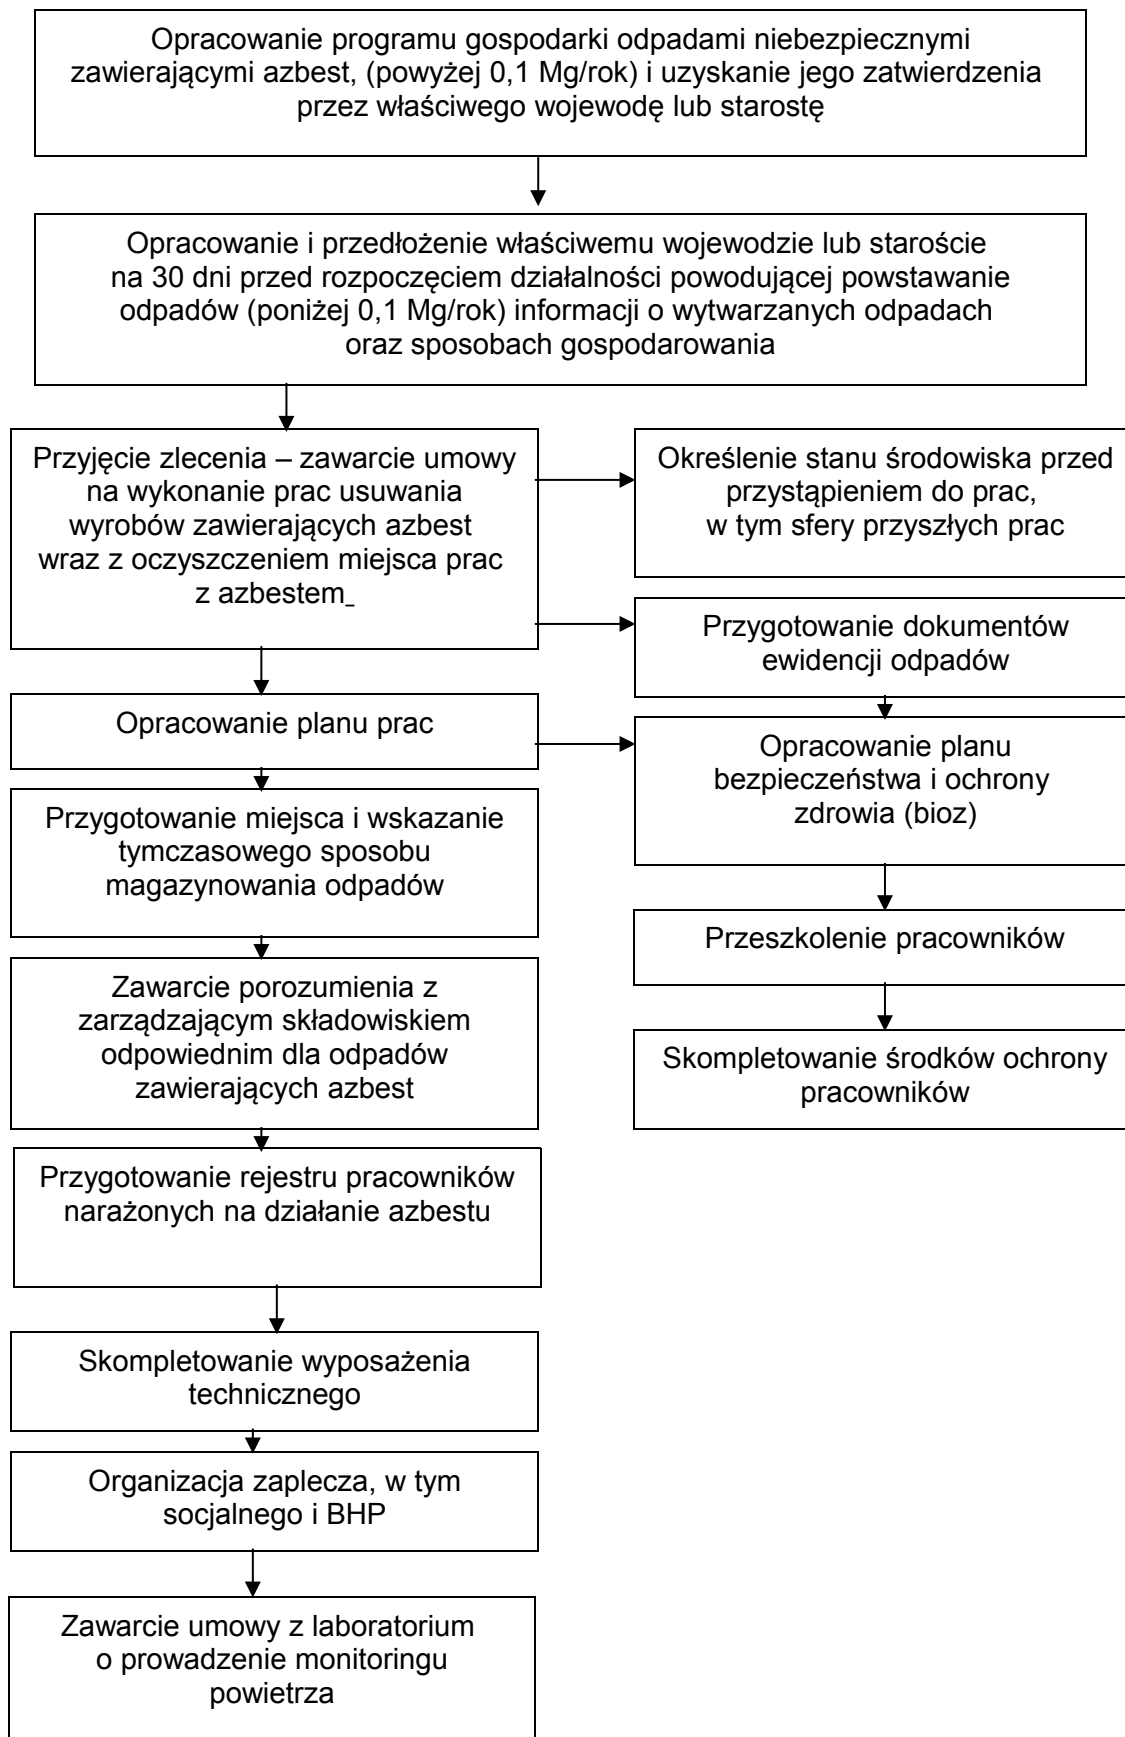 Opracowanie programu gospodarki odpadami niebezpiecznymi
zawierającymi azbest, (powyżej 0,1 Mg/rok) i uzyskanie jego zatwierdzenia
przez właściwego wojewodę lub starostę
Opracowanie i przedłożenie właściwemu wojewodzie lub staroście
na 30 dni przed rozpoczęciem działalności powodującej powstawanie
odpadów (poniżej 0,1 Mg/rok) informacji o wytwarzanych odpadach
oraz sposobach gospodarowania
Przyjęcie zlecenia – zawarcie umowy
na wykonanie prac usuwania
wyrobów zawierających azbest
wraz z oczyszczeniem miejsca prac
z azbestem
Określenie stanu środowiska przed
przystąpieniem do prac,
w tym sfery przyszłych prac
Przygotowanie dokumentów
ewidencji odpadów
Opracowanie planu prac
Opracowanie planu
bezpieczeństwa i ochrony
zdrowia (bioz)
Przygotowanie miejsca i wskazanie
tymczasowego sposobu
magazynowania odpadów
Przeszkolenie pracowników
Zawarcie porozumienia z
zarządzającym składowiskiem
odpowiednim dla odpadów
zawierających azbest
Skompletowanie środków ochrony
pracowników
Przygotowanie rejestru pracowników
narażonych na działanie azbestu
Skompletowanie wyposażenia
technicznego
Organizacja zaplecza, w tym
socjalnego i BHP
Zawarcie umowy z laboratorium
o prowadzenie monitoringu
powietrza